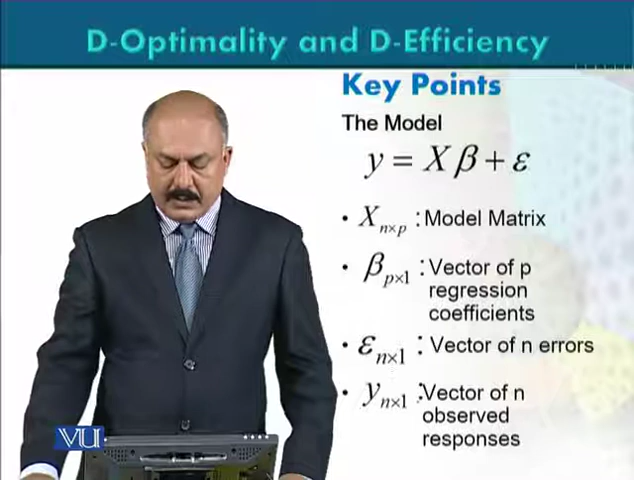 D-Optimality and D-Efficiency
Key Points
The Model
y = Xβ + ε
• X n×p : Model Matrix
• β p×1 : Vector of p
regression
coefficients
• ε n×1 : Vector of n errors
• y n×1 : Vector of n
observed
responses
VU